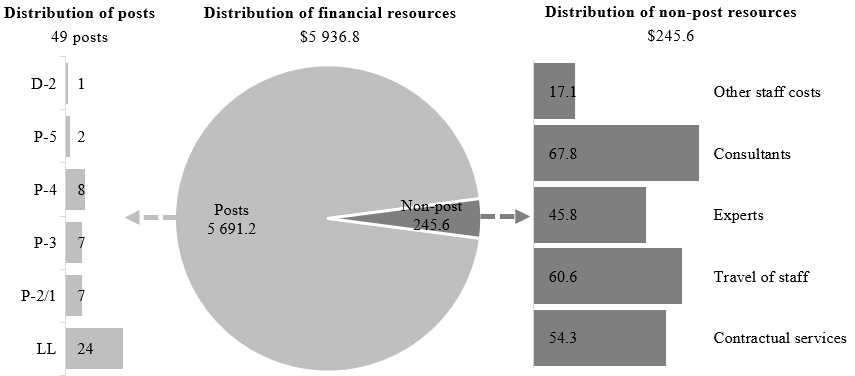 Distribution of posts
49 posts
D-2 1
P-5 2
P-4 8
P-3 7
P-2/1 7
LL 24
Distribution of financial resources
$5 936.8
Posts
5 691.2
Non-post
245.6
Distribution of non-post resources
$245.6
17.1 Other staff costs
67.8 Consultants
45.8 Experts
60.6 Travel of staff
54.3 Contractual services